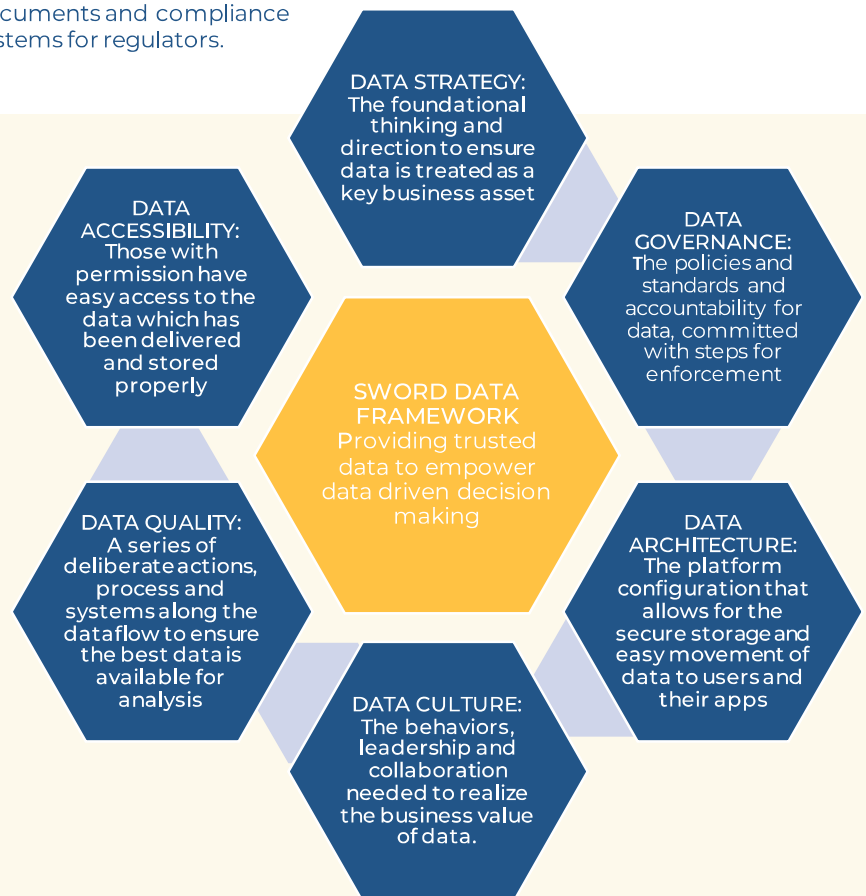 cuments and compliance
stems for regulators.
DATA STRATEGY:
The foundational
thinking and
direction to ensure
data is treated as a
key business asset
DATA
GOVERNANCE:
The policies and
standards and
accountability for
data, committed
with steps for
enforcement
DATA
ARCHITECTURE:
The platform
configuration that
allows for the
secure storage and
easy movement of
data to users and
their apps
DATA CULTURE:
The behaviors,
leadership and
collaboration
needed to realize
the business value
of data.
DATA QUALITY:
A series of
deliberate actions,
process and
systems along the
dataflow to ensure
the best data is
available for
analysis
DATA
ACCESSIBILITY:
Those with
permission have
easy access to the
data which has
been delivered
and stored
properly
SWORD DATA
FRAMEWORK
Providing trusted
data to empower
data driven decision
making